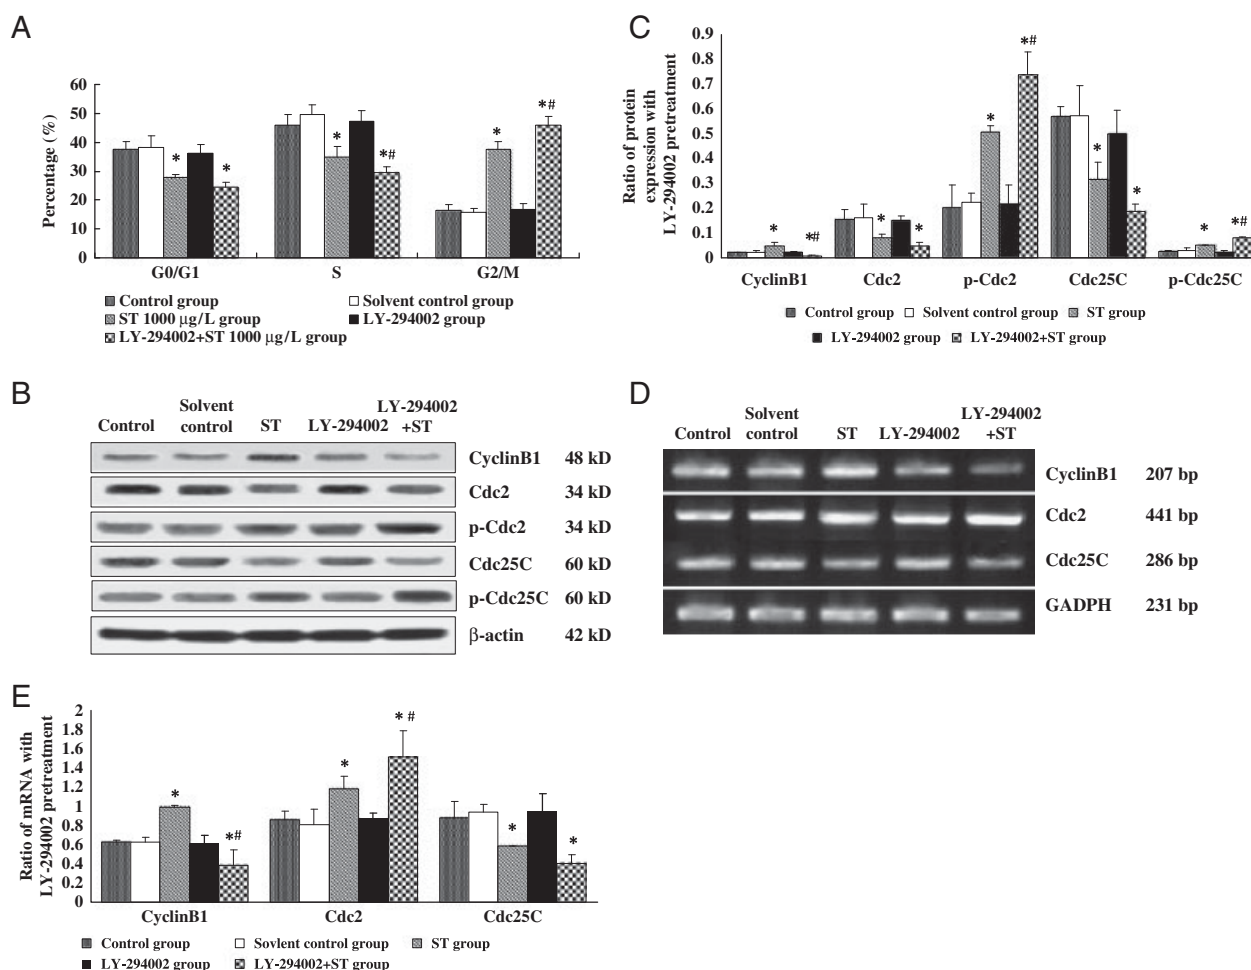 A
Percentage (%)
60
50
40
30
20
10
0
*
*
*
*#
*
*#
G0/G1 S G2/M
Control group Solvent control group
ST 1000 μg/L group LY-294002 group
LY-294002+ST 1000 μg/L group
C
Ratio of protein
expression with
LY-294002 pretreatment
0.9
0.8
0.7
0.6
0.5
0.4
0.3
0.2
0.1
0
*
*#
*
*
*
*#
*
*
*
*#
CyclinB1 Cdc2 p-Cdc2 Cdc25C p-Cdc25C
Control group Solvent control group ST group
LY-294002 group LY-294002+ST group
B
Control Solvent control ST LY-294002 LY-294002 +ST
CyclinB1 48 kD
Cdc2 34 kD
p-Cdc2 34 kD
Cdc25C 60 kD
p-Cdc25C 60 kD
β-actin 42 kD
D
Control Solvent control ST LY-294002 LY-294002 +ST
CyclinB1 207 bp
Cdc2 441 bp
Cdc25C 286 bp
GADPH 231 bp
E
Ratio of mRNA with
LY-294002 pretreatment
2
1.8
1.6
1.4
1.2
1
0.8
0.6
0.4
0.2
0
*
*#
*
* #
*
*
CyclinB1 Cdc2 Cdc25C
Control group Sovlent control group ST group
LY-294002 group LY-294002+ST group